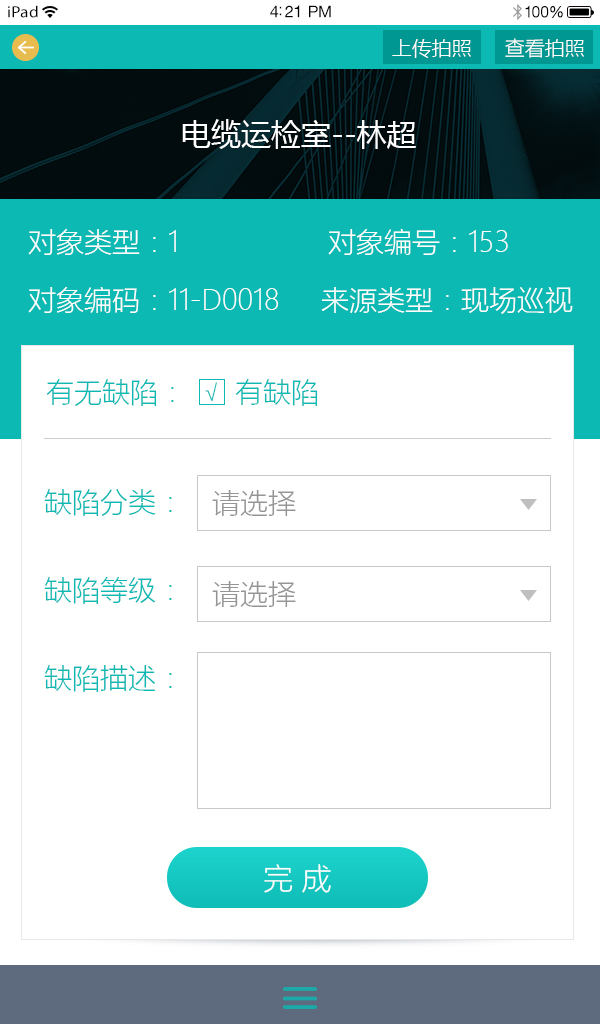 iPad 4:21 PM 100%
上传拍照 查看拍照
电缆运检室--林超
对象类型：1 对象编号：153
对象编码：11-D0018 来源类型：现场巡视
有无缺陷： √ 有缺陷
缺陷分类： 请选择
缺陷等级： 请选择
缺陷描述：
完 成